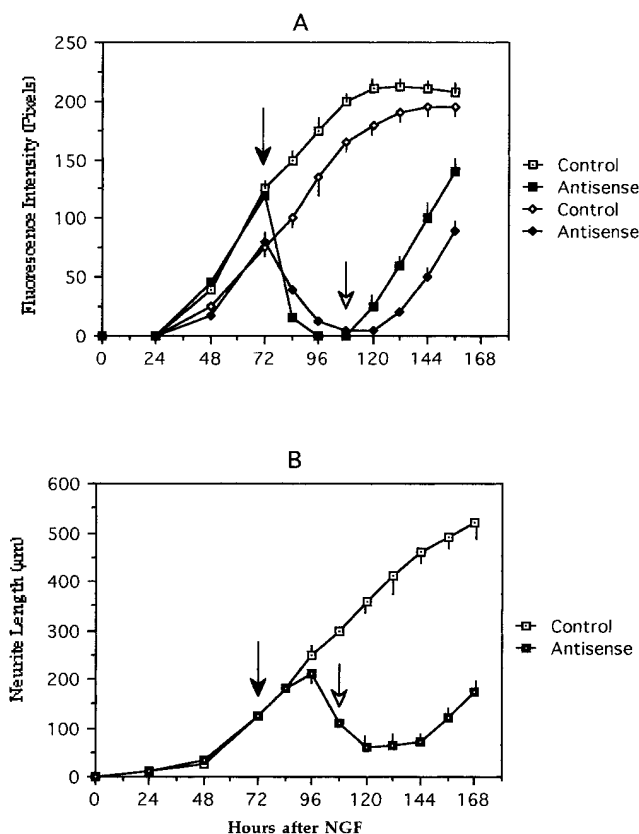 A
Fluorescence Intensity (Pixels)
250
200
150
100
50
0
0 24 48 72 96 120 144 168
Control
Antisense
Control
Antisense
B
Neurite Length (µm)
600
500
400
300
200
100
0
0 24 48 72 96 120 144 168
Hours after NGF
Control
Antisense